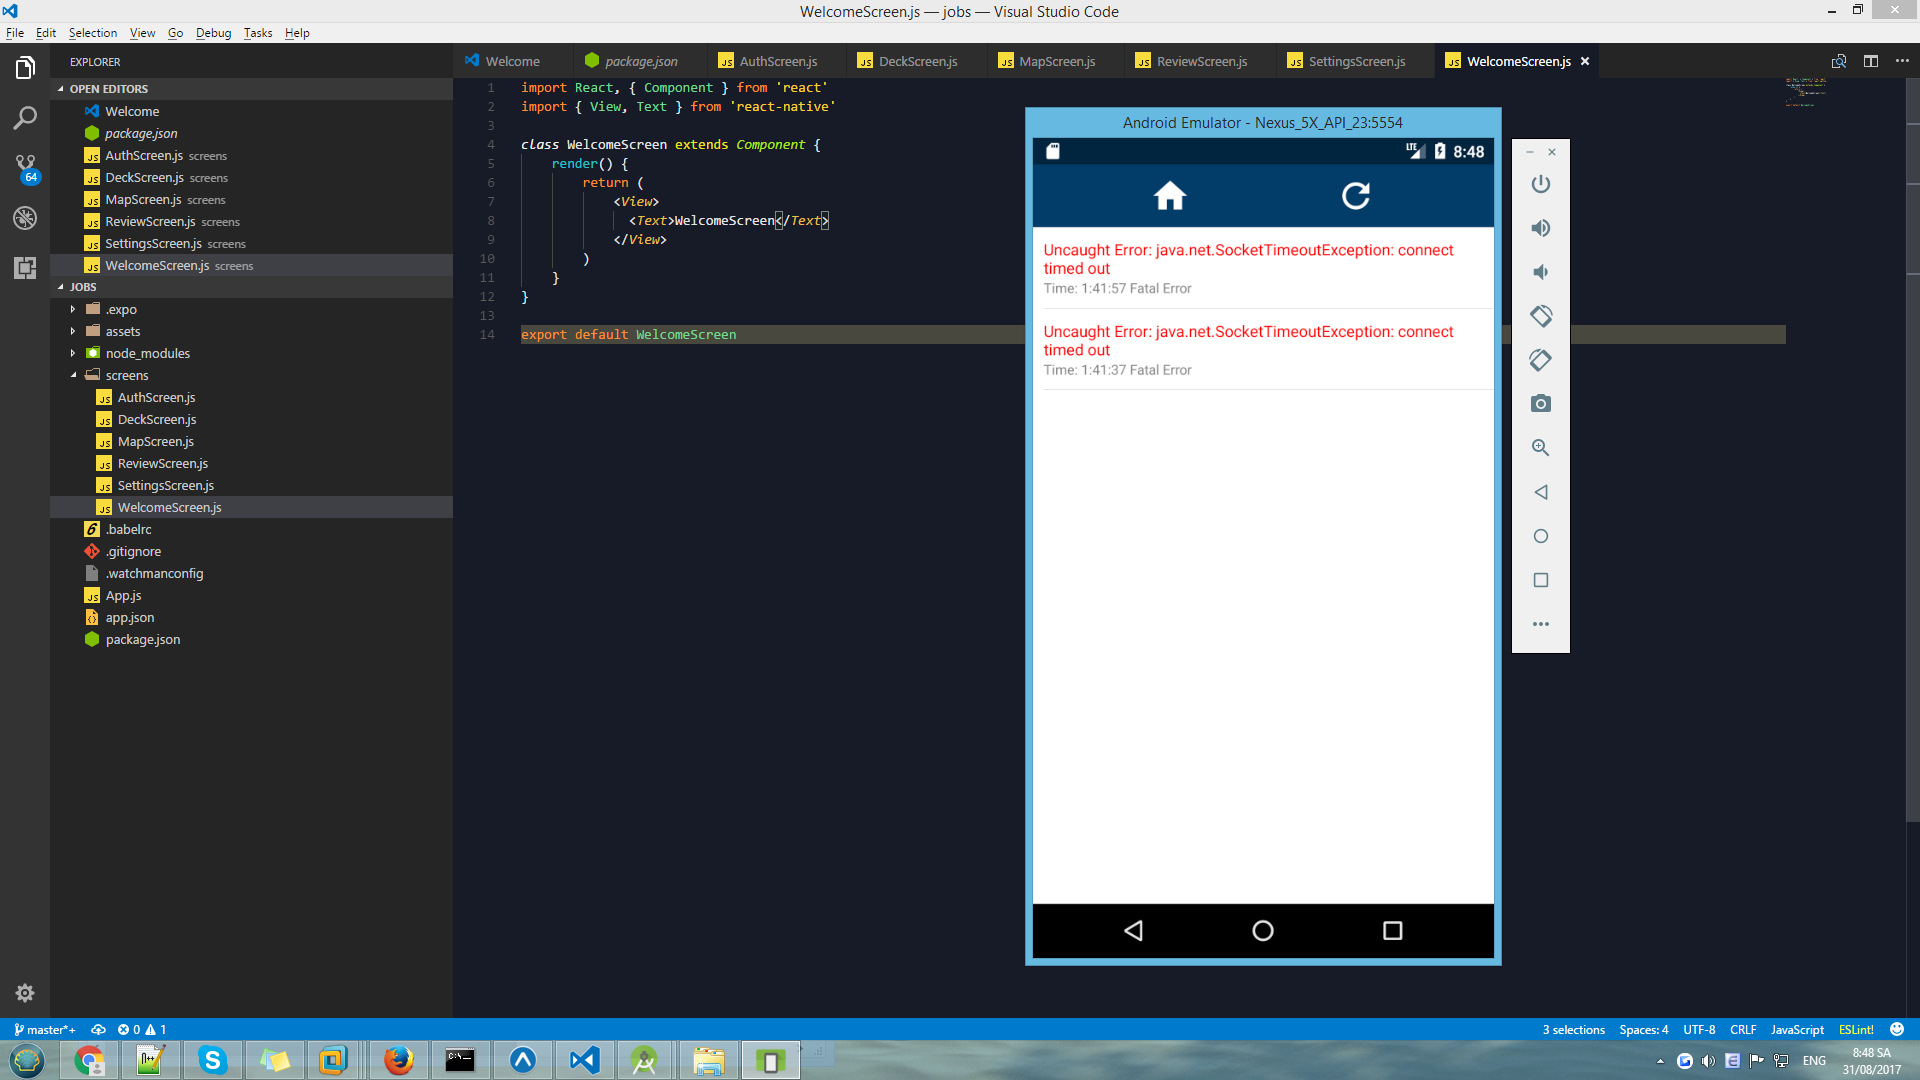 WelcomeScreen.js — jobs — Visual Studio Code
File Edit Selection View Go Debug Tasks Help
EXPLORER
OPEN EDITORS
Welcome
package.json
AuthScreen.js screens
DeckScreen.js screens
MapScreen.js screens
ReviewScreen.js screens
SettingsScreen.js screens
WelcomeScreen.js screens
64
JOBS
.expo
assets
node_modules
screens
AuthScreen.js
DeckScreen.js
MapScreen.js
ReviewScreen.js
SettingsScreen.js
WelcomeScreen.js
.babelrc
.gitignore
.watchmanconfig
App.js
app.json
package.json
Welcome package.json AuthScreen.js DeckScreen.js MapScreen.js ReviewScreen.js SettingsScreen.js WelcomeScreen.js
1 import React, { Component } from 'react'
2 import { View, Text } from 'react-native'
3
4 class WelcomeScreen extends Component {
5 render() {
6 return (
7 <View>
8 <Text>WelcomeScreen</Text>
9 </View>
10 )
11 }
12 }
13
14 export default WelcomeScreen
Android Emulator - Nexus_5X_API_23:5554
LTE 8:48
Uncaught Error: java.net.SocketTimeoutException: connect
timed out
Time: 1:41:57 Fatal Error
Uncaught Error: java.net.SocketTimeoutException: connect
timed out
Time: 1:41:37 Fatal Error
master*+ 0 1 3 selections Spaces: 4 UTF-8 CRLF JavaScript ESLint!
ENG 8:48 SA
31/08/2017